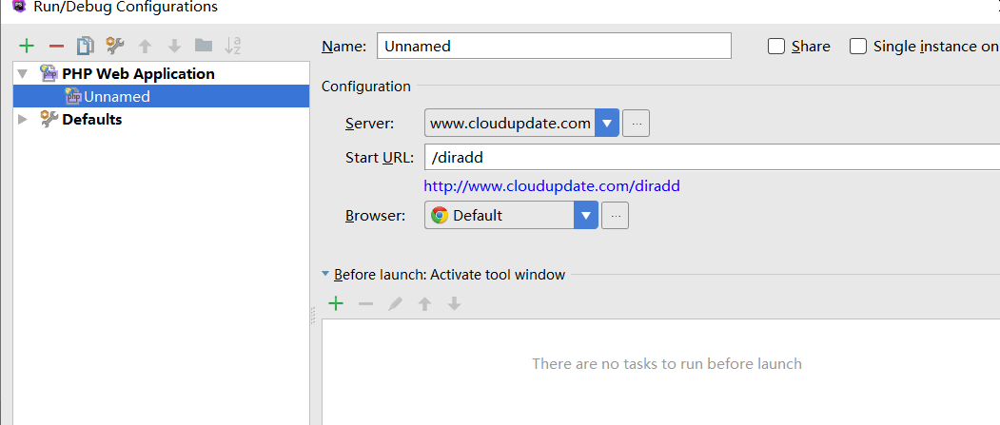 Run/Debug Configurations
Name: Unnamed Share Single instance on
PHP Web Application
Unnamed
Defaults
Configuration
Server: www.cloudupdate.com ...
Start URL: /diradd
http://www.cloudupdate.com/diradd
Browser: Default ...
Before launch: Activate tool window
There are no tasks to run before launch